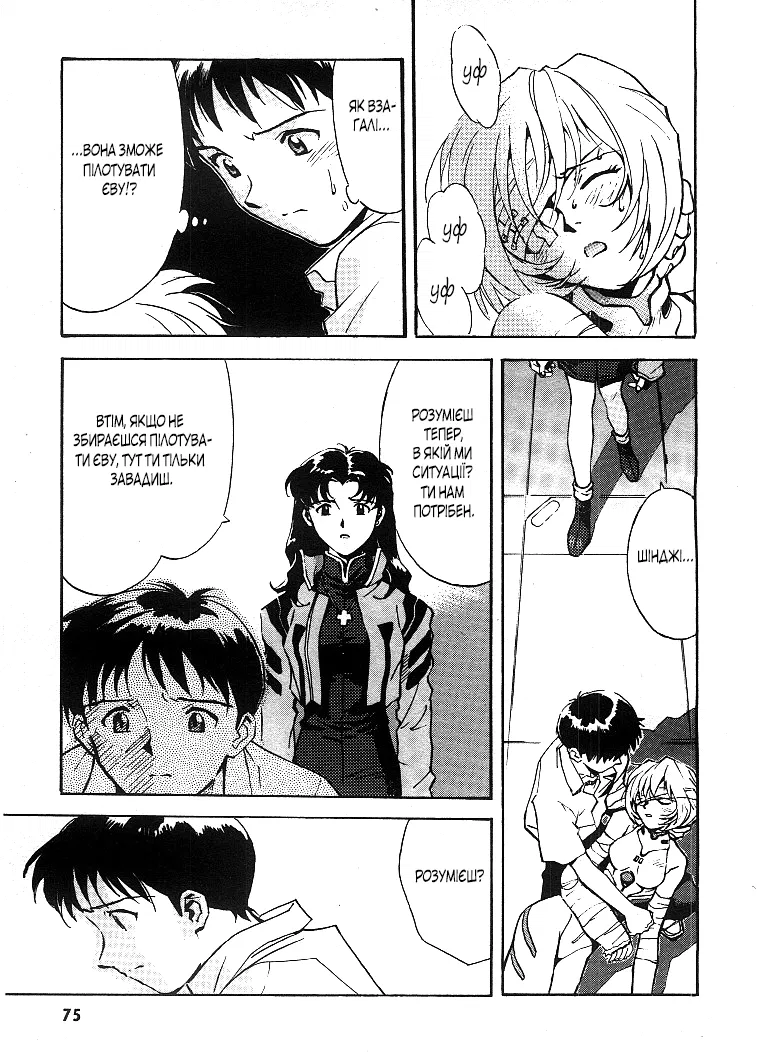 УФ
УФ
УФ
ЯК ВЗА-
ГАЛІ...
...ВОНА ЗМОЖЕ
ПІЛОТУВАТИ
ЄВУ!?
ШІНДЖІ...
РОЗУМІЄШ
ТЕПЕР,
В ЯКІЙ МИ
СИТУАЦІЇ?
ТИ НАМ
ПОТРІБЕН.
ВТІМ, ЯКЩО НЕ
ЗБИРАЄШСЯ ПІЛОТУВА-
ТИ ЄВУ, ТУТ ТИ ТІЛЬКИ
ЗАВАДИШ.
РОЗУМІЄШ?
75